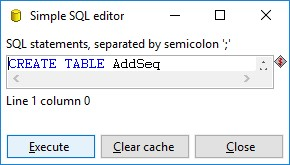 Simple SQL editor
SQL statements, separated by semicolon ';'
CREATE TABLE AddSeq
Line 1 column 0
Execute Clear cache Close